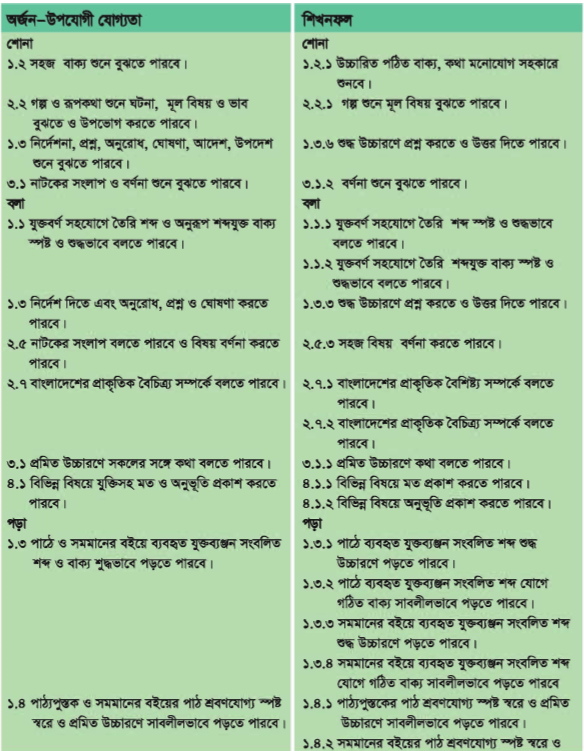 অর্জন-উপযোগী যোগ্যতা
শিখনফল
শোনা
১.২ সহজ বাক্য শুনে বুঝতে পারবে।
২.২ গল্প ও রূপকথা শুনে ঘটনা, মূল বিষয় ও ভাব
বুঝতে ও উপভোগ করতে পারবে।
১.৩ নির্দেশনা, প্রশ্ন, অনুরোধ, ঘোষণা, আদেশ, উপদেশ
শুনে বুঝতে পারবে।
৩.১ নাটকের সংলাপ ও বর্ণনা শুনে বুঝতে পারবে।
বলা
১.১ যুক্তবর্ণ সহযোগে তৈরি শব্দ ও অনুরূপ শব্দযুক্ত বাক্য
স্পষ্ট ও শুদ্ধভাবে বলতে পারবে।
১.৩ নির্দেশ দিতে এবং অনুরোধ, প্রশ্ন ও ঘোষণা করতে
পারবে।
২.৫ নাটকের সংলাপ বলতে পারবে ও বিষয় বর্ণনা করতে
পারবে।
২.৭ বাংলাদেশের প্রাকৃতিক বৈচিত্র্য সম্পর্কে বলতে পারবে।
৩.১ প্রমিত উচ্চারণে সকলের সঙ্গে কথা বলতে পারবে।
৪.১ বিভিন্ন বিষয়ে যুক্তিসহ মত ও অনুভূতি প্রকাশ করতে
পারবে।
পড়া
১.৩ পাঠে ও সমমানের বইয়ে ব্যবহৃত যুক্তব্যঞ্জন সংবলিত
শব্দ ও বাক্য শুদ্ধভাবে পড়তে পারবে।
১.৪ পাঠ্যপুস্তক ও সমমানের বইয়ের পাঠ শ্রবণযোগ্য স্পষ্ট
স্বরে ও প্রমিত উচ্চারণে সাবলীলভাবে পড়তে পারবে।
শোনা
১.২.১ উচ্চারিত পঠিত বাক্য, কথা মনোযোগ সহকারে
শুনবে।
২.২.১ গল্প শুনে মূল বিষয় বুঝতে পারবে।
১.৩.৬ শুদ্ধ উচ্চারণে প্রশ্ন করতে ও উত্তর দিতে পারবে।
৩.১.২ বর্ণনা শুনে বুঝতে পারবে।
বলা
১.১.১ যুক্তবর্ণ সহযোগে তৈরি শব্দ স্পষ্ট ও শুদ্ধভাবে
বলতে পারবে।
১.১.২ যুক্তবর্ণ সহযোগে তৈরি শব্দযুক্ত বাক্য স্পষ্ট ও
শুদ্ধভাবে বলতে পারবে।
১.৩.৩ শুদ্ধ উচ্চারণে প্রশ্ন করতে ও উত্তর দিতে পারবে।
২.৫.৩ সহজ বিষয় বর্ণনা করতে পারবে।
২.৭.১ বাংলাদেশের প্রাকৃতিক বৈশিষ্ট্য সম্পর্কে বলতে
পারবে।
২.৭.২ বাংলাদেশের প্রাকৃতিক বৈচিত্র্য সম্পর্কে বলতে
পারবে।
৩.১.১ প্রমিত উচ্চারণে কথা বলতে পারবে।
৪.১.১ বিভিন্ন বিষয়ে মত প্রকাশ করতে পারবে।
৪.১.২ বিভিন্ন বিষয়ে অনুভূতি প্রকাশ করতে পারবে।
পড়া
১.৩.১ পাঠে ব্যবহৃত যুক্তব্যঞ্জন সংবলিত শব্দ শুদ্ধ
উচ্চারণে পড়তে পারবে।
১.৩.২ পাঠে ব্যবহৃত যুক্তব্যঞ্জন সংবলিত শব্দ যোগে
গঠিত বাক্য সাবলীলভাবে পড়তে পারবে।
১.৩.৩ সমমানের বইয়ে ব্যবহৃত যুক্তব্যঞ্জন সংবলিত শব্দ
শুদ্ধ উচ্চারণে পড়তে পারবে।
১.৩.৪ সমমানের বইয়ে ব্যবহৃত যুক্তব্যঞ্জন সংবলিত শব্দ
যোগে গঠিত বাক্য সাবলীলভাবে পড়তে পারবে
১.৪.১ পাঠ্যপুস্তকের পাঠ শ্রবণযোগ্য স্পষ্ট স্বরে ও প্রমিত
উচ্চারণে সাবলীলভাবে পড়তে পারবে।
১.৪.২ সমমানের বইয়ের পাঠ শ্রবণযোগ্য স্পষ্ট স্বরে ও